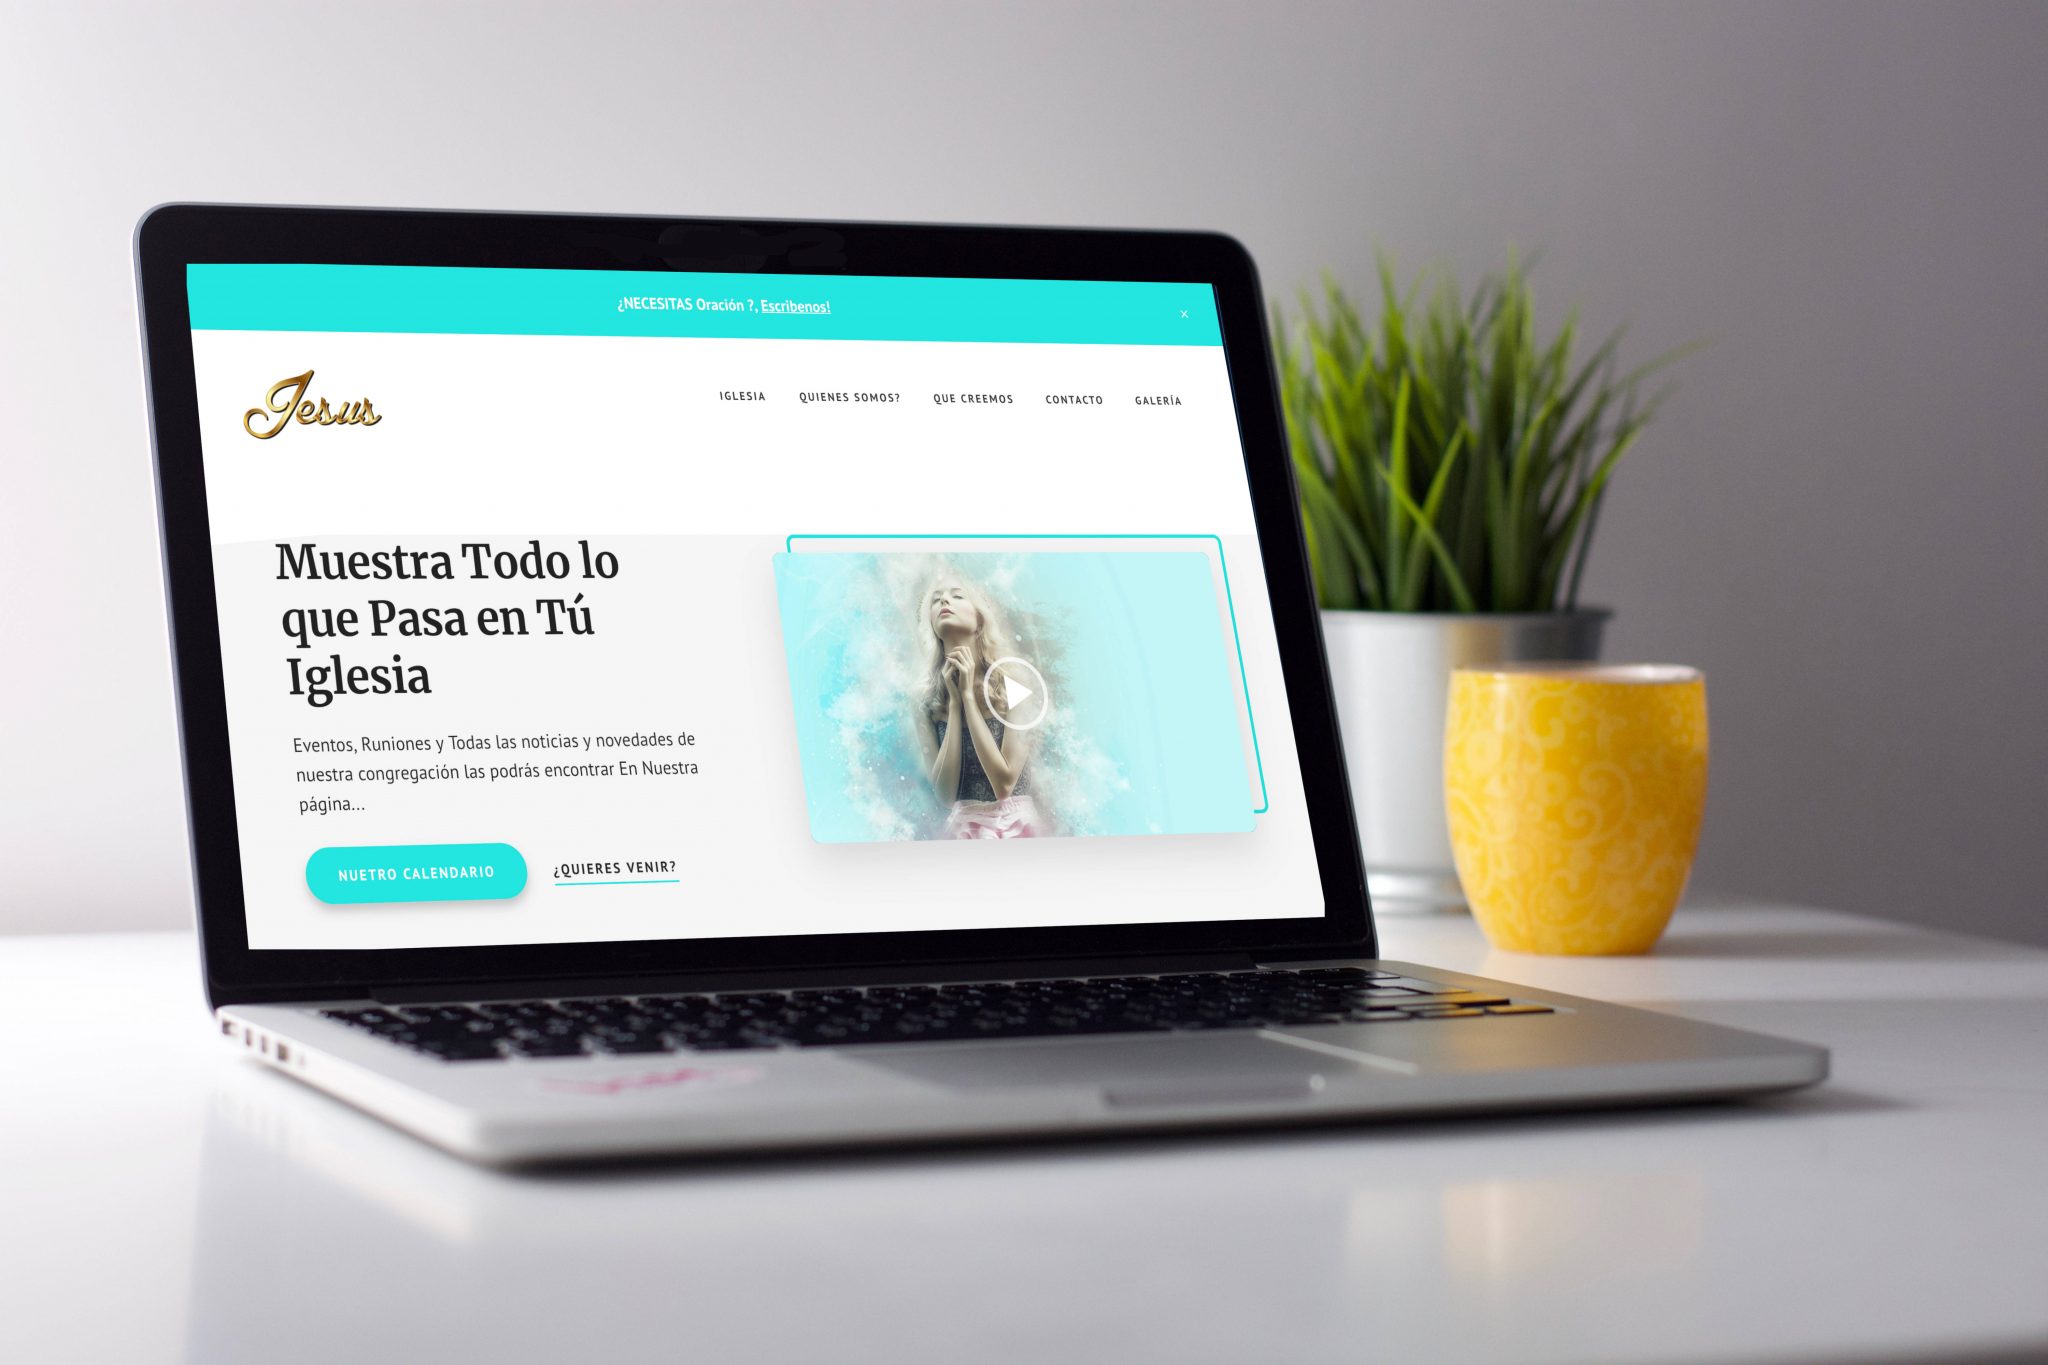 ¿NECESITAS Oración ?, Escribenos!
x
Jesus
IGLESIA QUIENES SOMOS? QUE CREEMOS CONTACTO GALERÍA
Muestra Todo lo
que Pasa en Tú
Iglesia
Eventos, Runiones y Todas las noticias y novedades de
nuestra congregación las podrás encontrar En Nuestra
página...
NUETRO CALENDARIO ¿QUIERES VENIR?